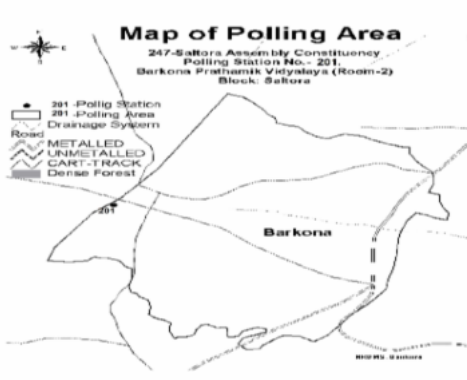 Map of Polling Area
247-Saltora Assembly Constituency
Polling Station No.- 201.
Barkona Prathamik Vidyalaya (Room-2)
Block: Saltora
N
W E
S
201 -Pollig Station
201 -Polling Area
Drainage System
Road
METALLED
UNMETALLED
CART-TRACK
Dense Forest
201
Barkona